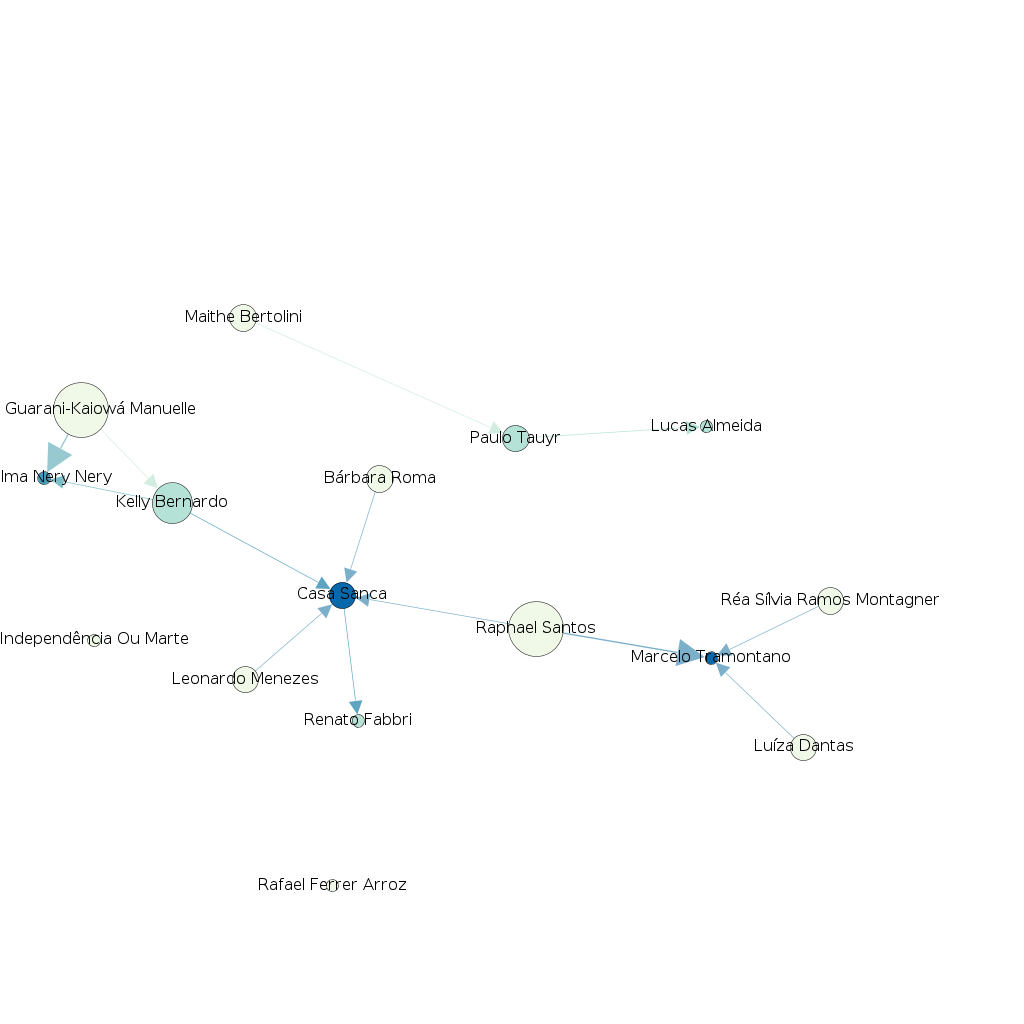 Maithe Bertolini
Guarani-Kaiowá Manuelle
Lucas Almeida
Paulo Tauyr
lma Nery Nery
Bárbara Roma
Kelly Bernardo
Casa Sanca
Réa Sílvia Ramos Montagner
Raphael Santos
Independência Ou Marte
Marcelo Tramontano
Leonardo Menezes
Renato Fabbri
Luíza Dantas
Rafael Ferrer Arroz